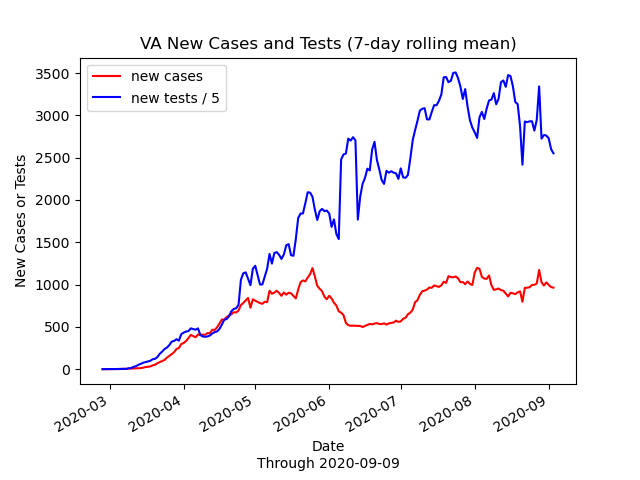 VA New Cases and Tests (7-day rolling mean)
new cases
new tests / 5
New Cases or Tests
3500
3000
2500
2000
1500
1000
500
0
2020-03
2020-04
2020-05
2020-06
2020-07
2020-08
2020-09
Date
Through 2020-09-09